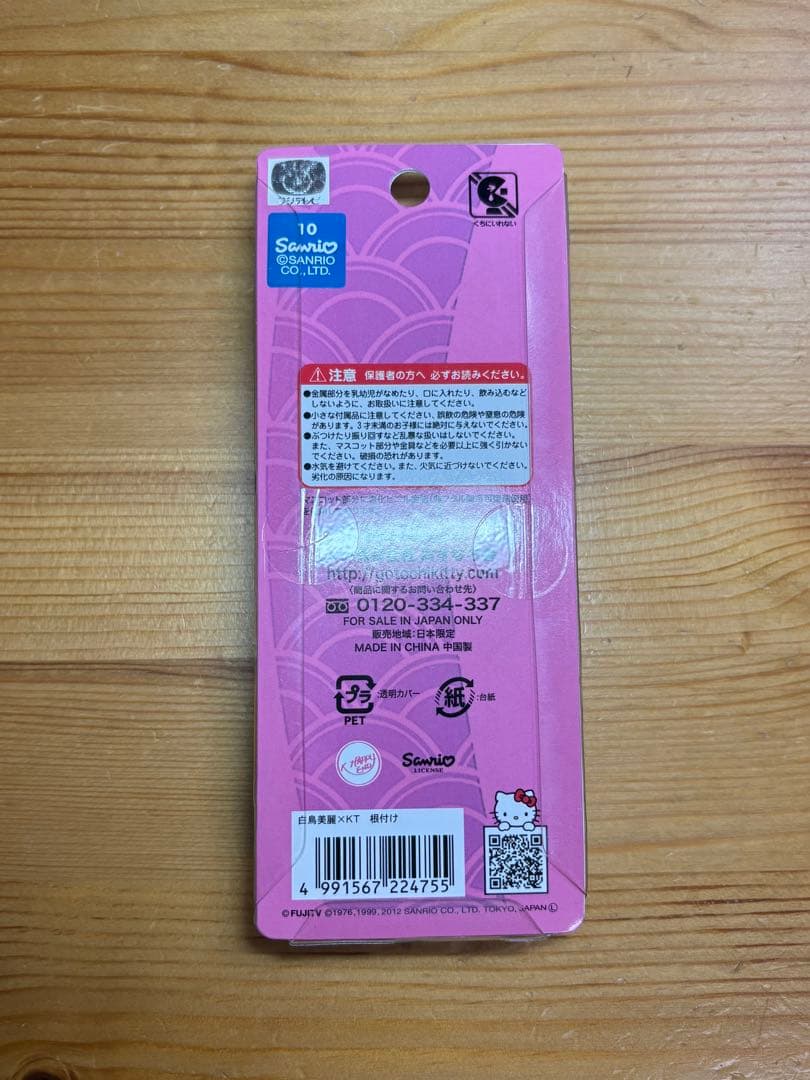 フジテレビ
くちにいれない
10
Sanrio
©SANRIO
CO.,LTD.
注意 保護者の方へ 必ずお読みください。
●金属部分を乳幼児がなめたり、口に入れたり、飲み込むなど
しないように、お取扱いに注意してください。
●小さな付属品に注意してください、誤飲の危険や窒息の危険
があります。3才未満のお子様には絶対に与えないでください。
●ぶつけたり振り回すなど乱暴な扱いはしないでください。
また、マスコット部分や金具などを必要以上に強く引かない
でください。破損の恐れがあります。
●水気を避けてください。また、火気に近づけないでください。
劣化の原因になります。
http://gotochikitty.com
〈商品に関するお問い合わせ先〉
0120-334-337
FOR SALE IN JAPAN ONLY
販売地域:日本限定
MADE IN CHINA 中国製
プラ :透明カバー 紙 :台紙
PET
Sanrio
LICENSE
白鳥美麗×KT 根付け
4 991567 224755
©FUJITV ©1976,1999,2012 SANRIO CO., LTD. TOKYO, JAPAN Ⓛ